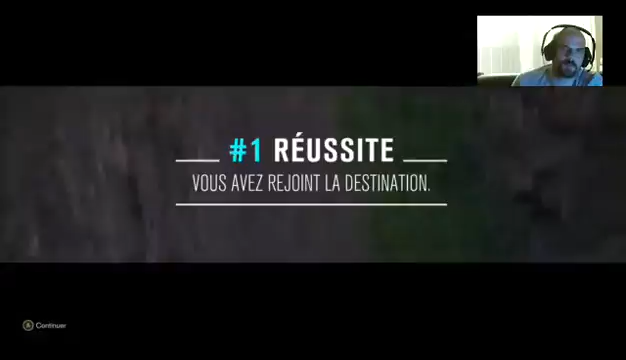 #1 RÉUSSITE
VOUS AVEZ REJOINT LA DESTINATION.
A Continuer